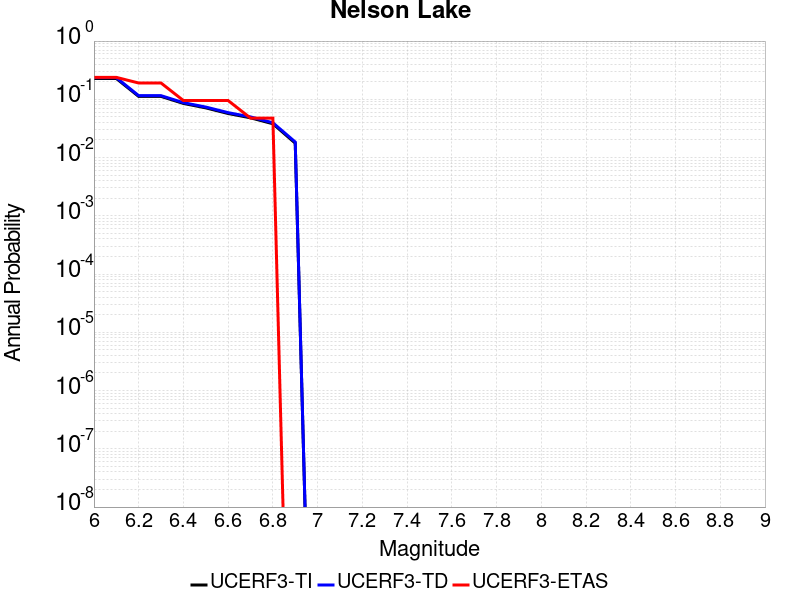 Nelson Lake
Annual Probability
10^0
10^-1
10^-2
10^-3
10^-4
10^-5
10^-6
10^-7
10^-8
6 6.2 6.4 6.6 6.8 7 7.2 7.4 7.6 7.8 8 8.2 8.4 8.6 8.8 9
Magnitude
UCERF3-TI UCERF3-TD UCERF3-ETAS